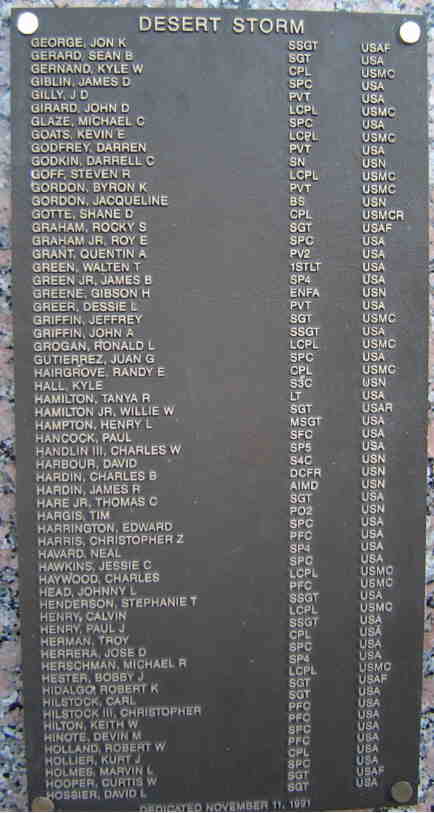 DESERT STORM
GEORGE, JON K SSGT USAF
GERARD, SEAN B SGT USA
GERNAND, KYLE W CPL USMC
GIBLIN, JAMES D SPC USA
GILLY, J D PVT USA
GIRARD, JOHN D LCPL USMC
GLAZE, MICHAEL C SPC USA
GOATS, KEVIN E LCPL USMC
GODFREY, DARREN PVT USA
GODKIN, DARRELL C SN USN
GOFF, STEVEN R LCPL USMC
GORDON, BYRON K PVT USMC
GORDON, JACQUELINE BS USN
GOTTE, SHANE D CPL USMCR
GRAHAM, ROCKY S SGT USAF
GRAHAM JR, ROY E SPC USA
GRANT, QUENTIN A PV2 USA
GREEN, WALTEN T 1STLT USA
GREEN JR, JAMES B SP4 USA
GREENE, GIBSON H ENFA USN
GREER, DESSIE L PVT USA
GRIFFIN, JEFFREY SGT USMC
GRIFFIN, JOHN A SSGT USA
GROGAN, RONALD L LCPL USMC
GUTIERREZ, JUAN G SPC USA
HAIRGROVE, RANDY E CPL USMC
HALL, KYLE S3C USN
HAMILTON, TANYA R LT USA
HAMILTON JR, WILLIE W SGT USAR
HAMPTON, HENRY L MSGT USA
HANCOCK, PAUL SFC USA
HANDLIN III, CHARLES W SP5 USA
HARBOUR, DAVID S4C USN
HARDIN, CHARLES B DCFR USN
HARDIN, JAMES R AIMD USN
HARE JR, THOMAS C SGT USA
HARGIS, TIM PO2 USN
HARRINGTON, EDWARD SPC USA
HARRIS, CHRISTOPHER Z PFC USA
HAVARD, NEAL SP4 USA
HAWKINS, JESSIE C SPC USA
HAYWOOD, CHARLES LCPL USMC
HEAD, JOHNNY L PFC USMC
HENDERSON, STEPHANIE T SSGT USA
HENRY, CALVIN LCPL USMC
HENRY, PAUL J SSGT USA
HERMAN, TROY CPL USA
HERRERA, JOSE D SPC USA
HERSCHMAN, MICHAEL R SP4 USA
HESTER, BOBBY J LCPL USMC
HIDALGO, ROBERT K SGT USAF
HILSTOCK, CARL SGT USA
HILSTOCK III, CHRISTOPHER PFC USA
HILTON, KEITH W PFC USA
HINOTE, DEVIN M SPC USA
HOLLAND, ROBERT W PFC USA
HOLLIER, KURT J CPL USA
HOLMES, MARVIN L SPC USA
HOOPER, CURTIS W SGT USAF
HOSSIER, DAVID L SGT USA
DEDICATED NOVEMBER 11, 1991